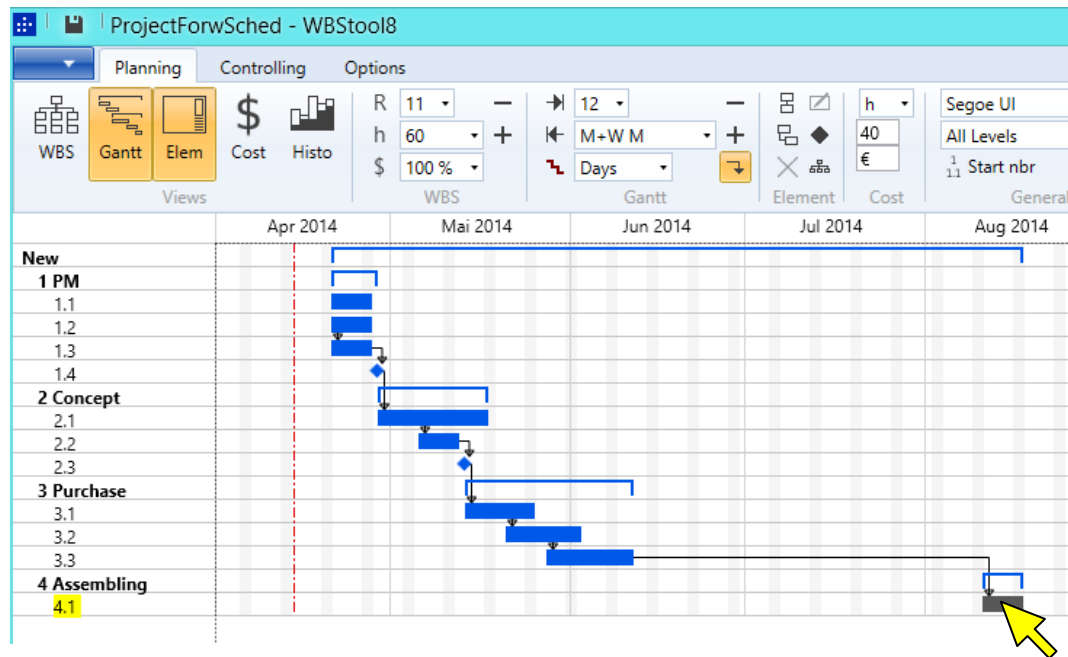 ProjectForwSched - WBStool8
Planning Controlling Options
R 11 12 h Segoe UI
h 60 M+W M 40 All Levels
$ 100 % Days € 1 1.1 Start nbr
WBS Gantt Elem $ Cost Histo
Views WBS Gantt Element Cost General
Apr 2014 Mai 2014 Jun 2014 Jul 2014 Aug 2014
New
1 PM
1.1
1.2
1.3
1.4
2 Concept
2.1
2.2
2.3
3 Purchase
3.1
3.2
3.3
4 Assembling
4.1